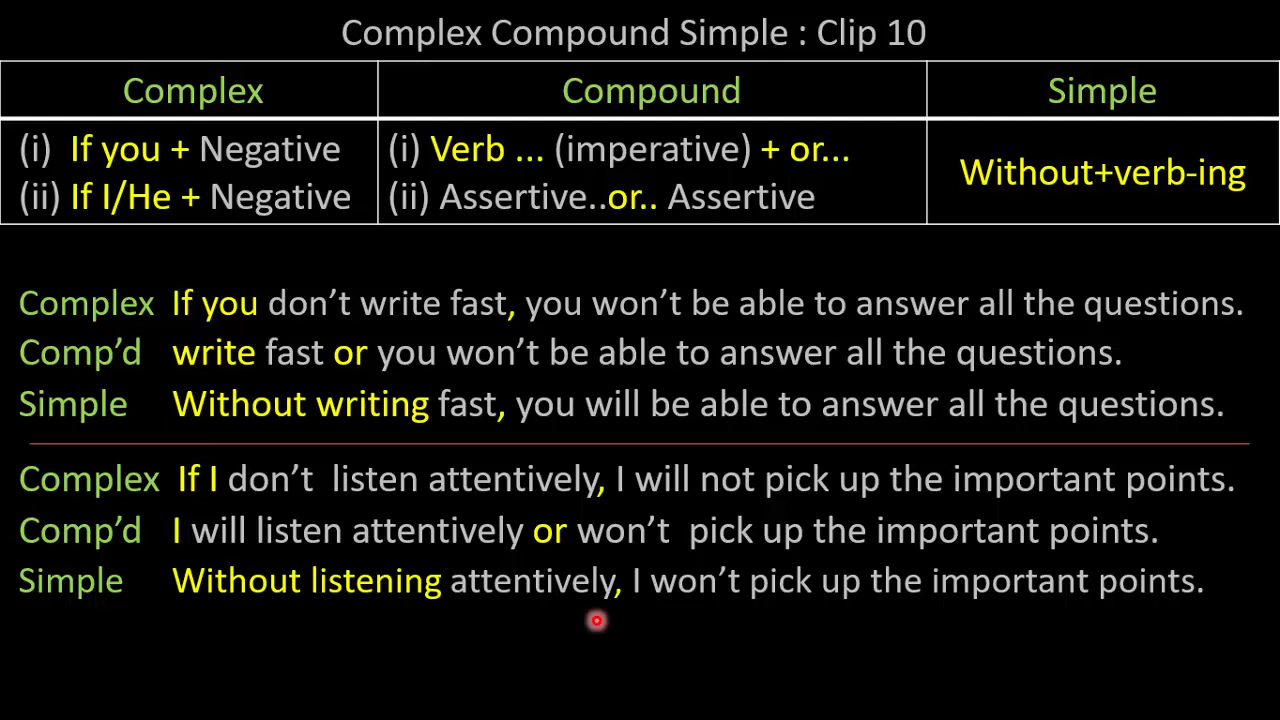 Complex Compound Simple : Clip 10
Complex Compound Simple
(i) If you + Negative (i) Verb ... (imperative) + or...
Without+verb-ing
(ii) If I/He + Negative (ii) Assertive..or.. Assertive
Complex If you don’t write fast, you won’t be able to answer all the questions.
Comp’d write fast or you won’t be able to answer all the questions.
Simple Without writing fast, you will be able to answer all the questions.
Complex If I don’t listen attentively, I will not pick up the important points.
Comp’d I will listen attentively or won’t pick up the important points.
Simple Without listening attentively, I won’t pick up the important points.